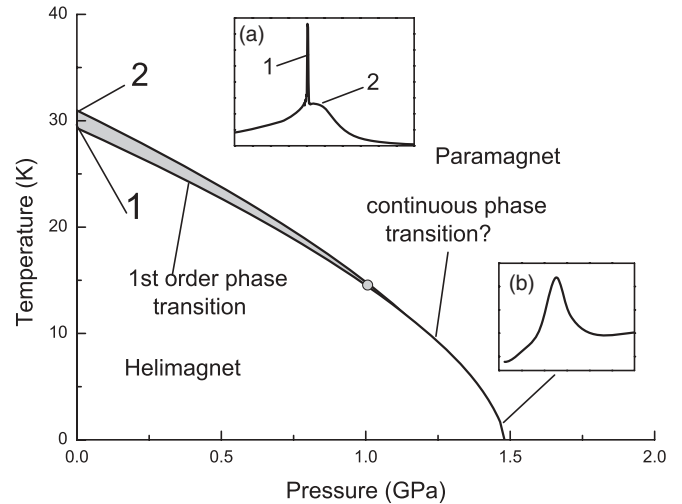 40
30
20
10
0
Temperature (K)
(a)
1
2
2
1
Paramagnet
continuous phase
transition?
1st order phase
transition
(b)
Helimagnet
0.0
0.5
1.0
1.5
2.0
Pressure (GPa)